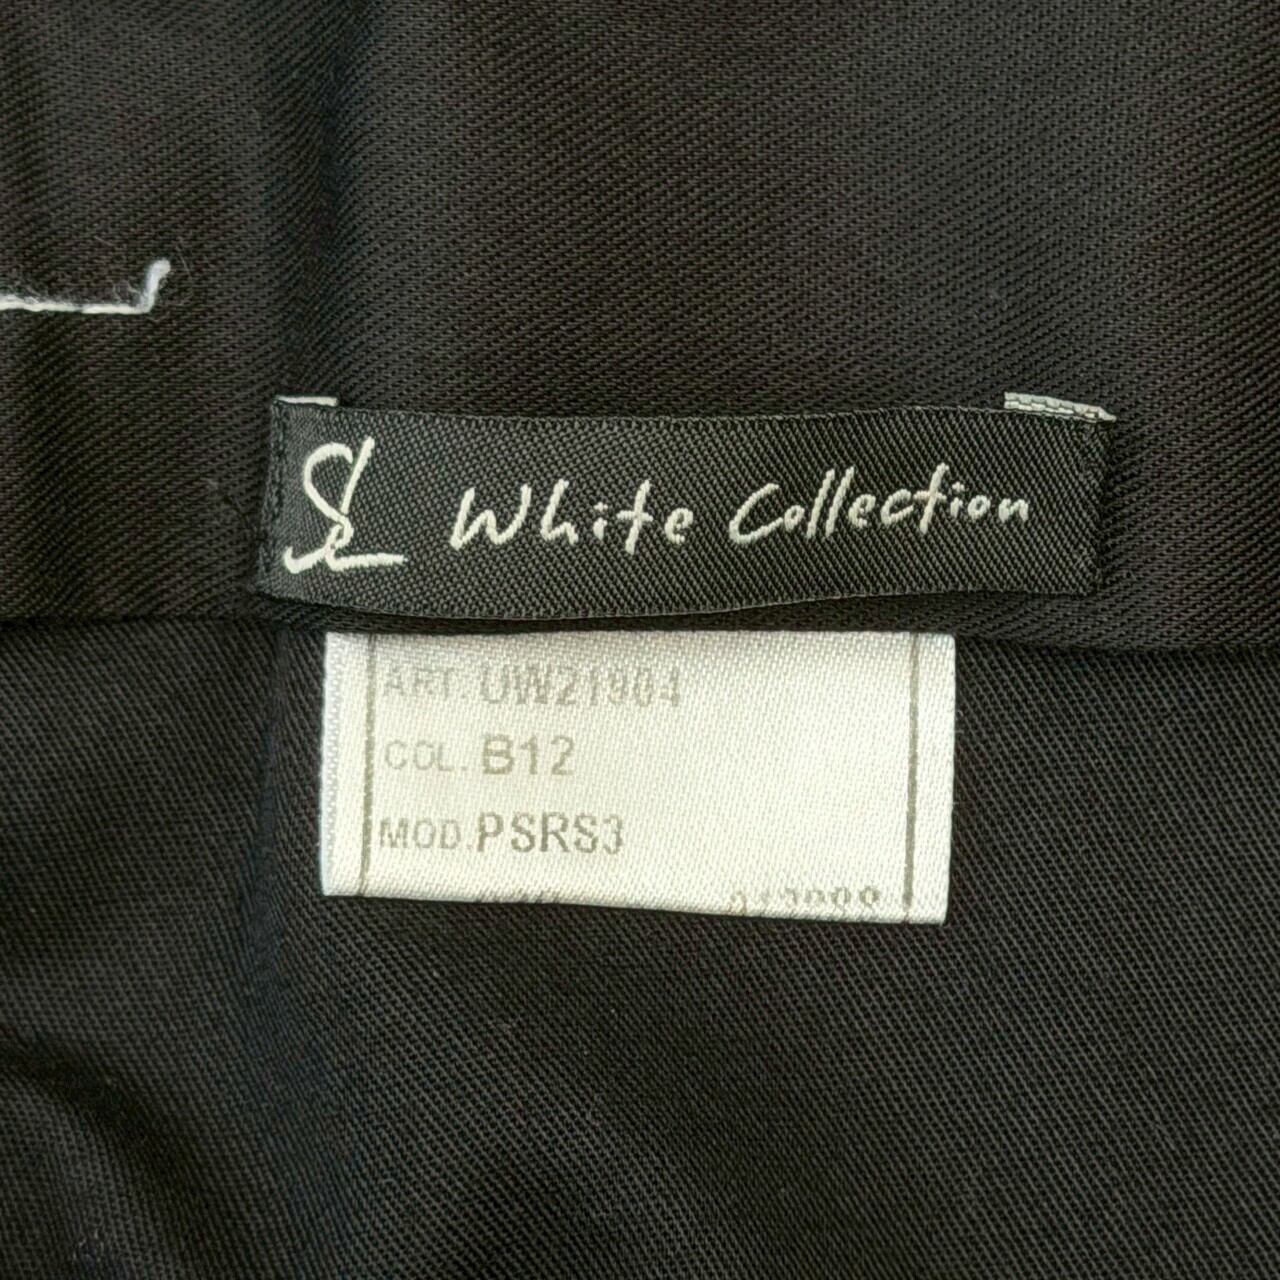 SL White Collection
ART. UW21904
COL. B12
MOD. PSRS3